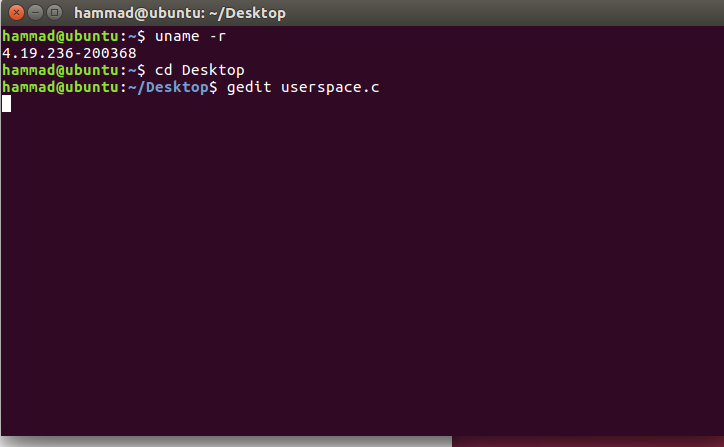 hammad@ubuntu: ~/Desktop
hammad@ubuntu:~$ uname -r
4.19.236-200368
hammad@ubuntu:~$ cd Desktop
hammad@ubuntu:~/Desktop$ gedit userspace.c